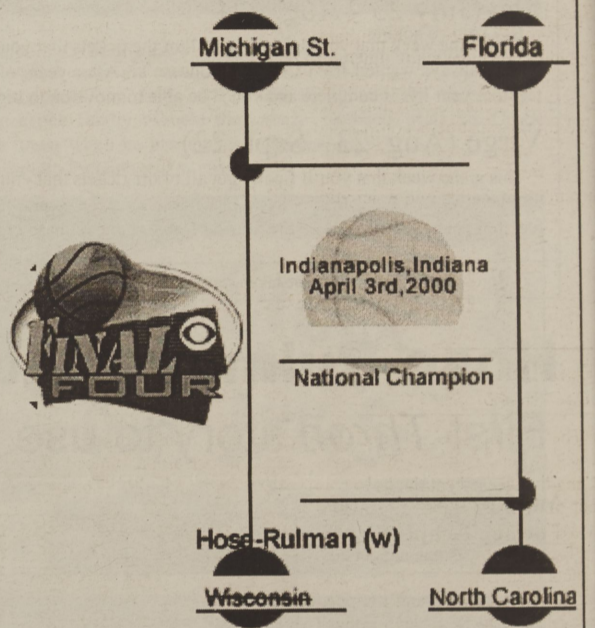 Michigan St.
Florida
FINAL
FOUR
Indianapolis,Indiana
April 3rd,2000
National Champion
Hose-Rulman (w)
Wisconsin
North Carolina